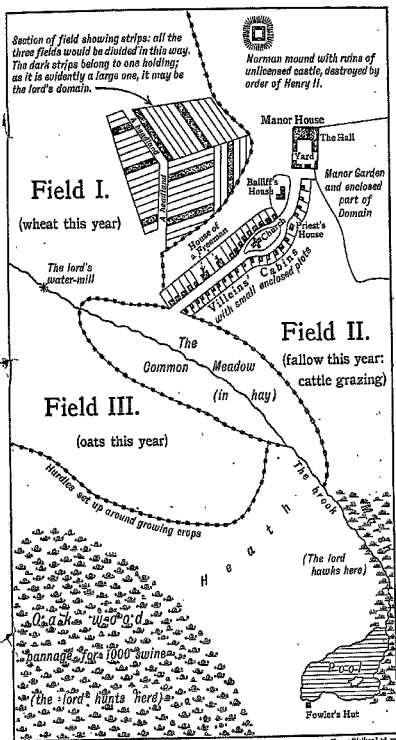 Section of field showing strips: all the
three fields would be divided in this way.
The dark strips belong to one holding;
as it is evidently a large one, it may be
the lord's domain.
Norman mound with ruins of
unlicensed castle, destroyed by
order of Henry II.
Manor House
The Hall
Yard
A headland
A headland
Bailiff's
House
Manor Garden
and enclosed
part of
Domain
Field I.
(wheat this year)
House of
a Freeman
Church
Priest's
House
Villeins' Cabins
with small enclosed plots
The lord's
water-mill
Field II.
(fallow this year:
cattle grazing)
The
Common Meadow
(in hay)
Field III.
(oats this year)
Hurdles set up around growing crops
The brook
Heath
(The lord
hawks here)
Oak wood
pannage for 1000 swine
(the lord hunts here)
Pool
Fowler's Hut